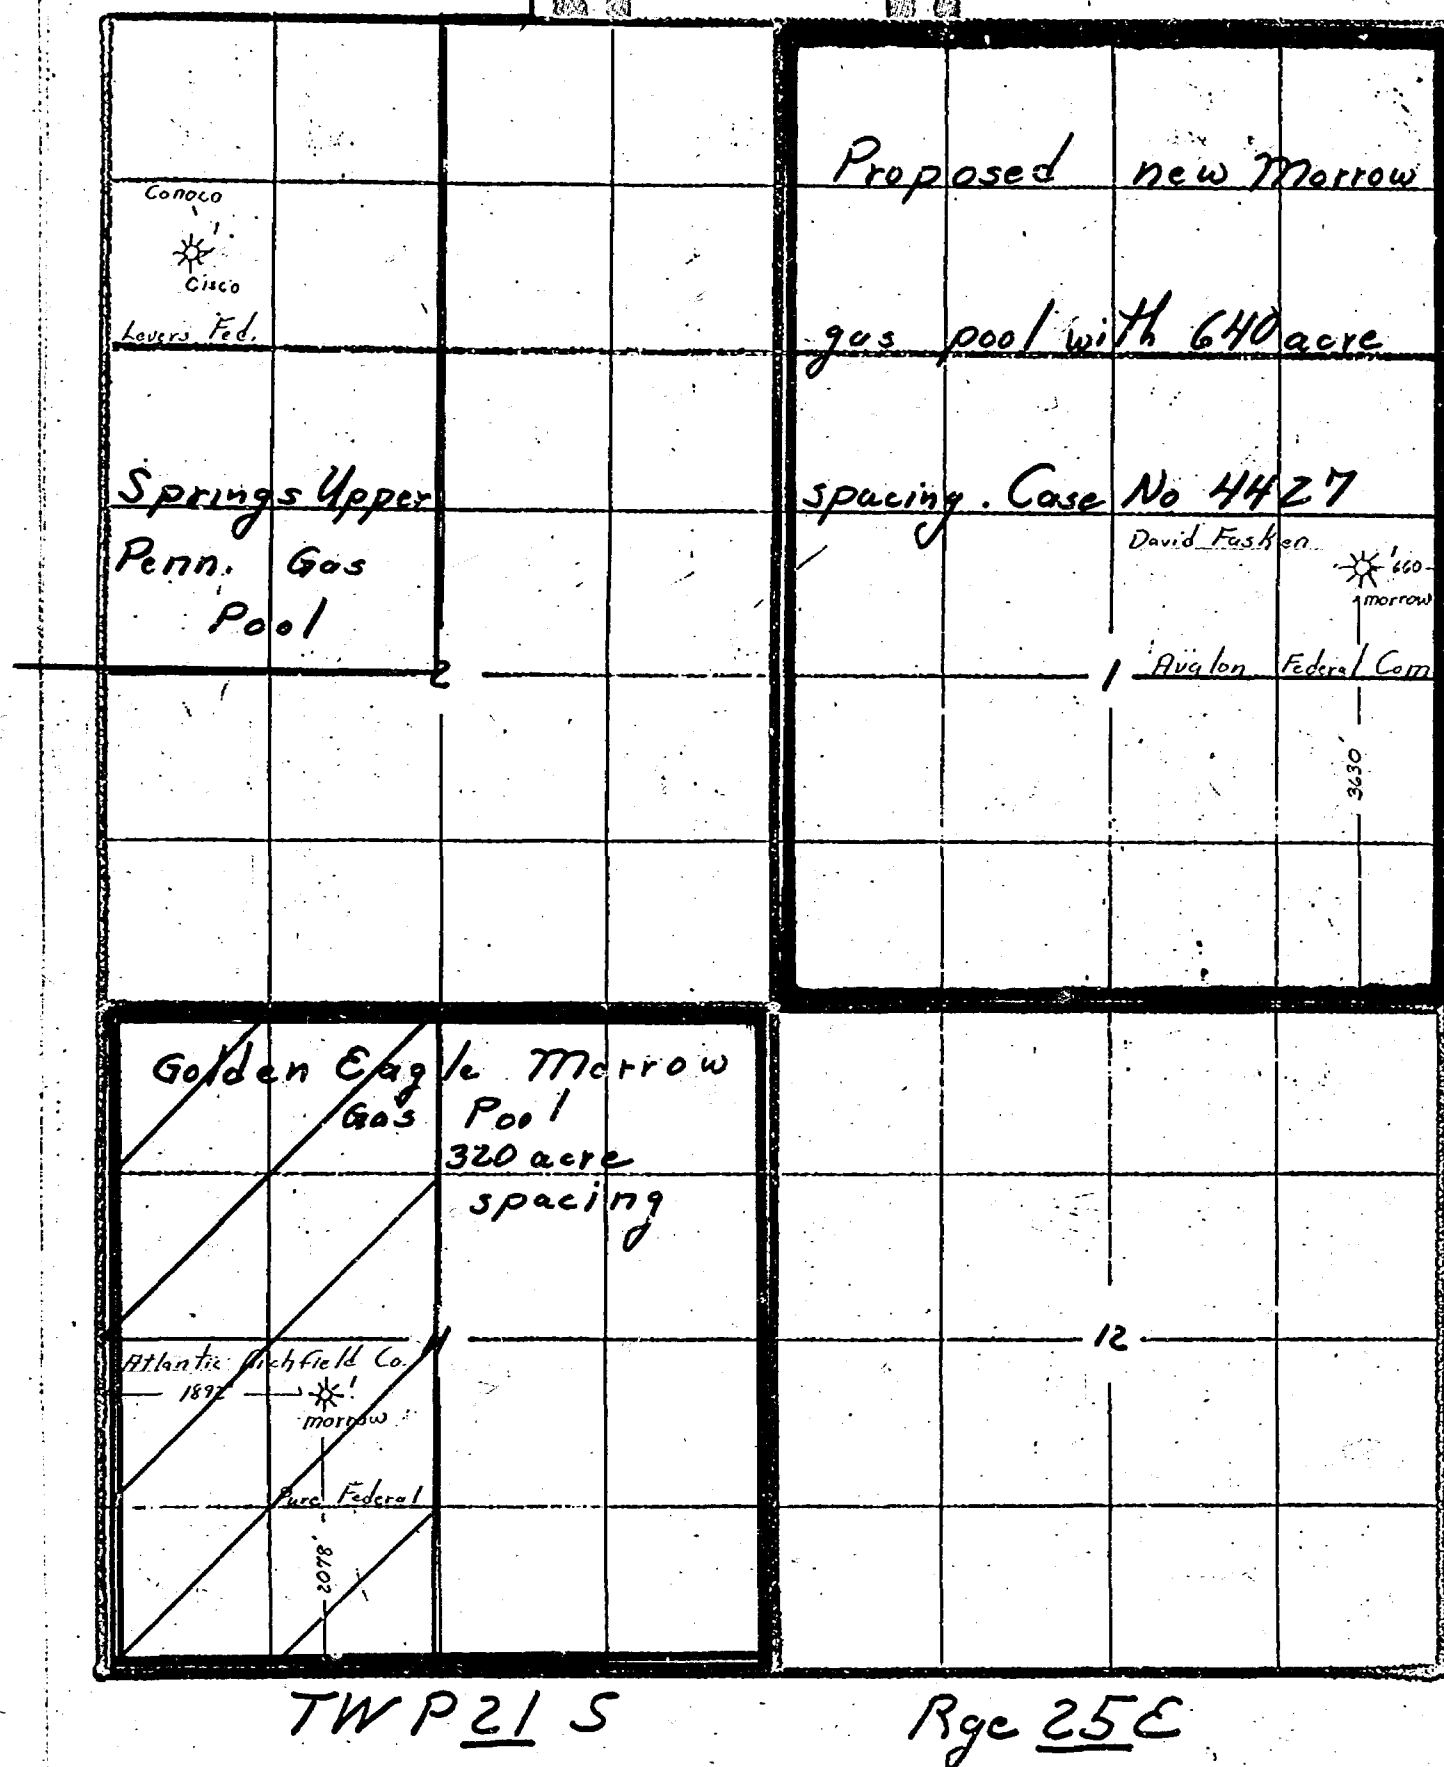 Conoco
1
Cisco
Levers Fed.
Springs Upper
Penn. Gas
Pool
2
Proposed new Morrow
gas pool with 640 acre
spacing. Case No 4427
David Fasken
1 660
morrow
1 Avalon Federal Com
3630'
Golden Eagle Morrow
Gas Pool
320 acre
spacing
11
Atlantic Richfield Co.
1892' 1
morrow
Pure Federal
2078'
12
TWP 21 S Rge 25 E